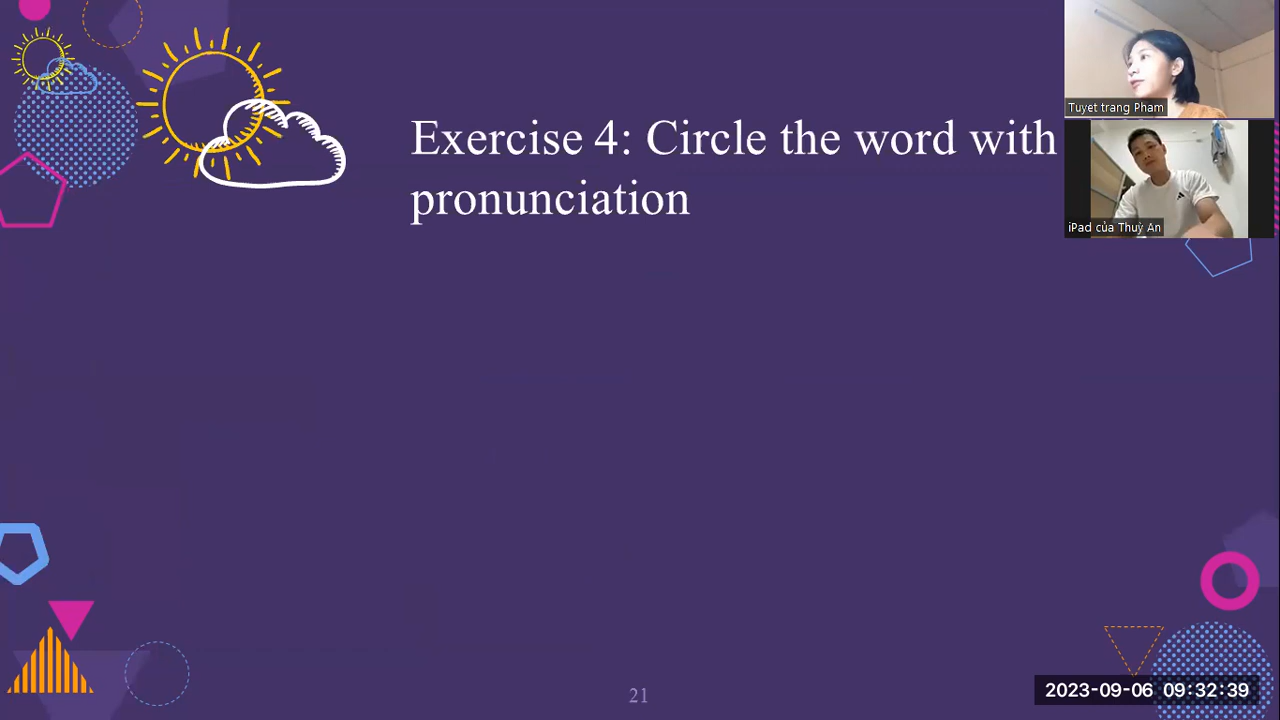 Exercise 4: Circle the word with
pronunciation
Tuyet trang Pham
iPad của Thuỳ An
21
2023-09-06 09:32:39